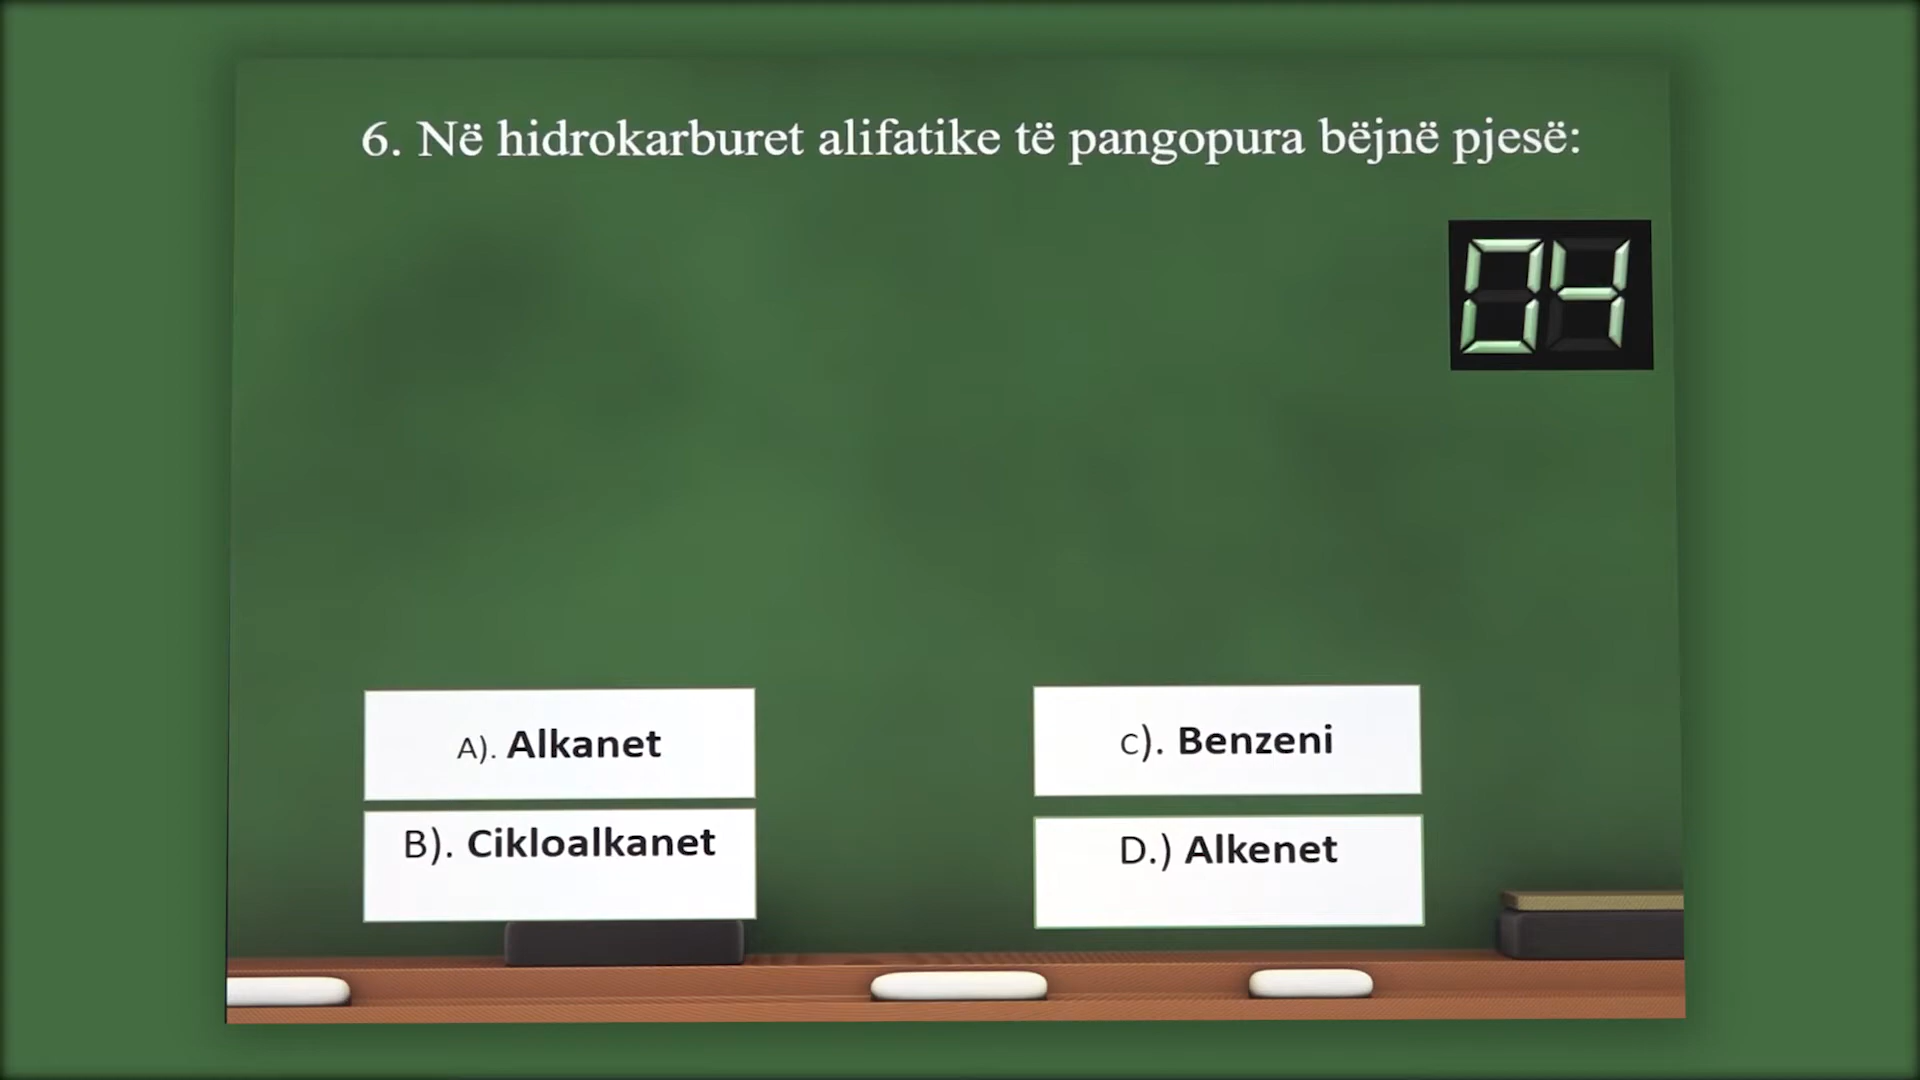 6. Në hidrokarburet alifatike të pangopura bëjnë pjesë:
04
A). Alkanet
B). Cikloalkanet
C). Benzeni
D.) Alkenet